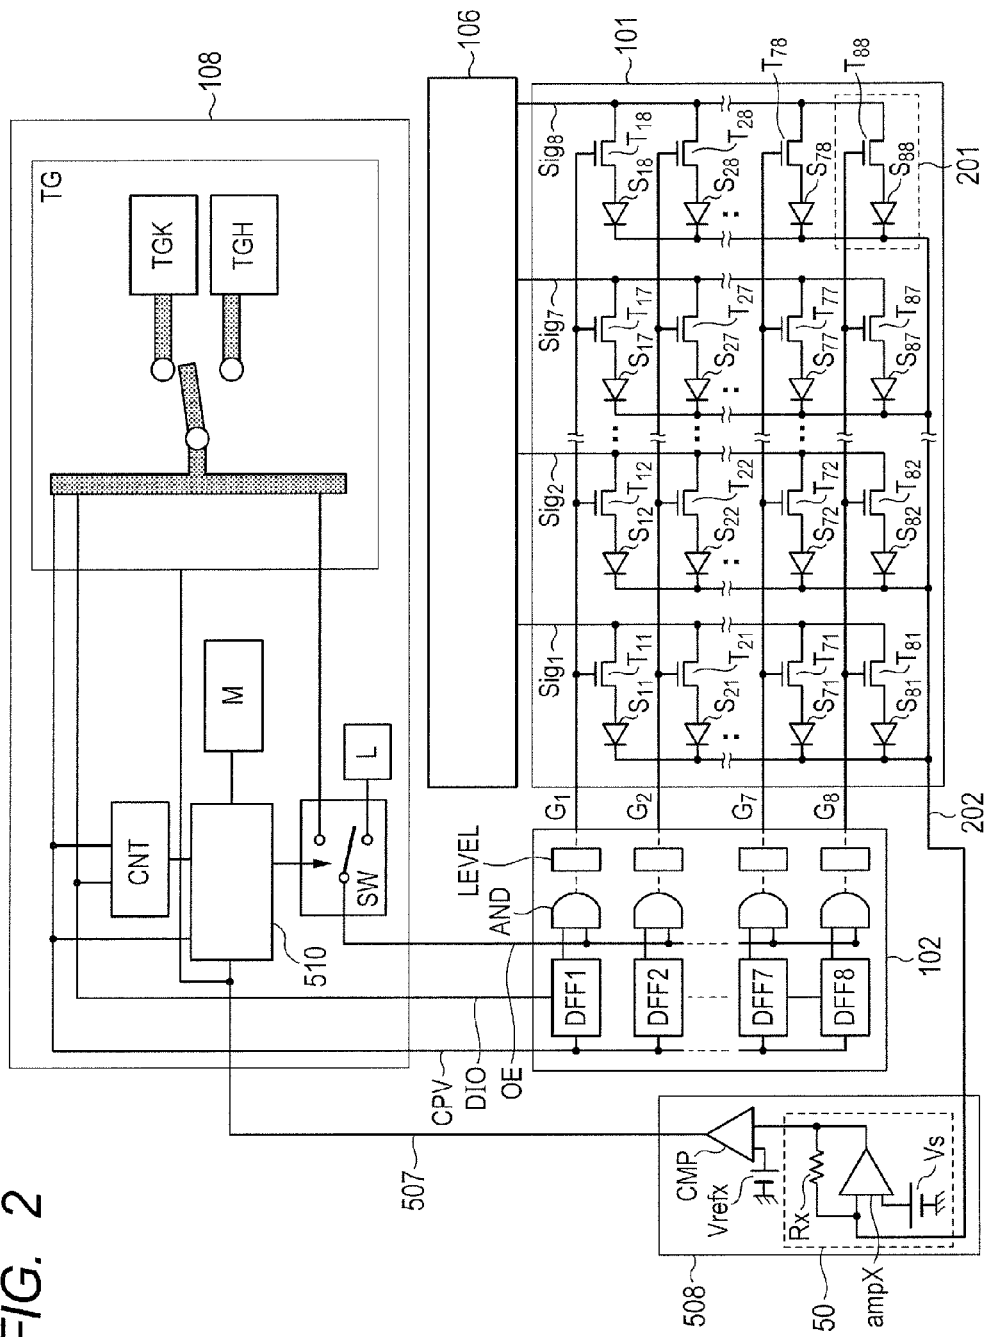 FIG. 2
108
TG
TGK
TGH
M
CNT
510
SW
L
106
101
Sig1
Sig2
Sig7
Sig8
G1
G2
G7
G8
S11
T11
S12
T12
S17
T17
S18
T18
S21
T21
S22
T22
S27
T27
S28
T28
S71
T71
S72
T72
S77
T77
S78
T78
S81
T81
S82
T82
S87
T87
S88
T88
201
202
LEVEL
AND
DFF1
DFF2
DFF7
DFF8
102
CPV
DIO
OE
507
508
CMP
Vrefx
Rx
Vs
50
ampX